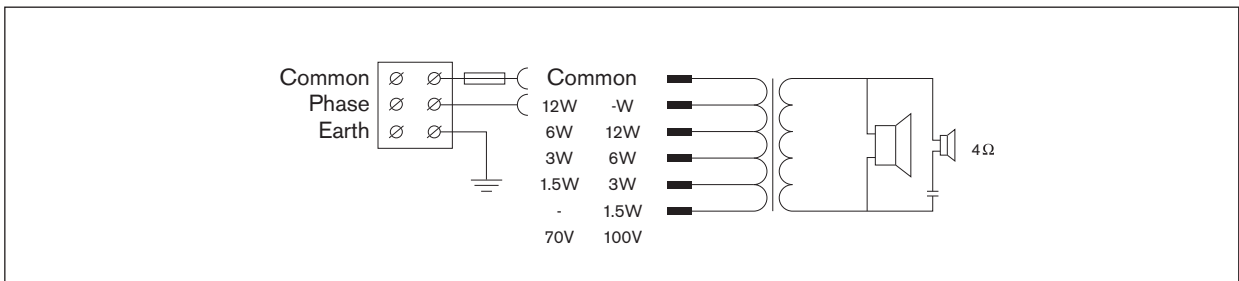 Common
Phase
Earth
Common
12W -W
6W 12W
3W 6W
1.5W 3W
- 1.5W
70V 100V
4Ω